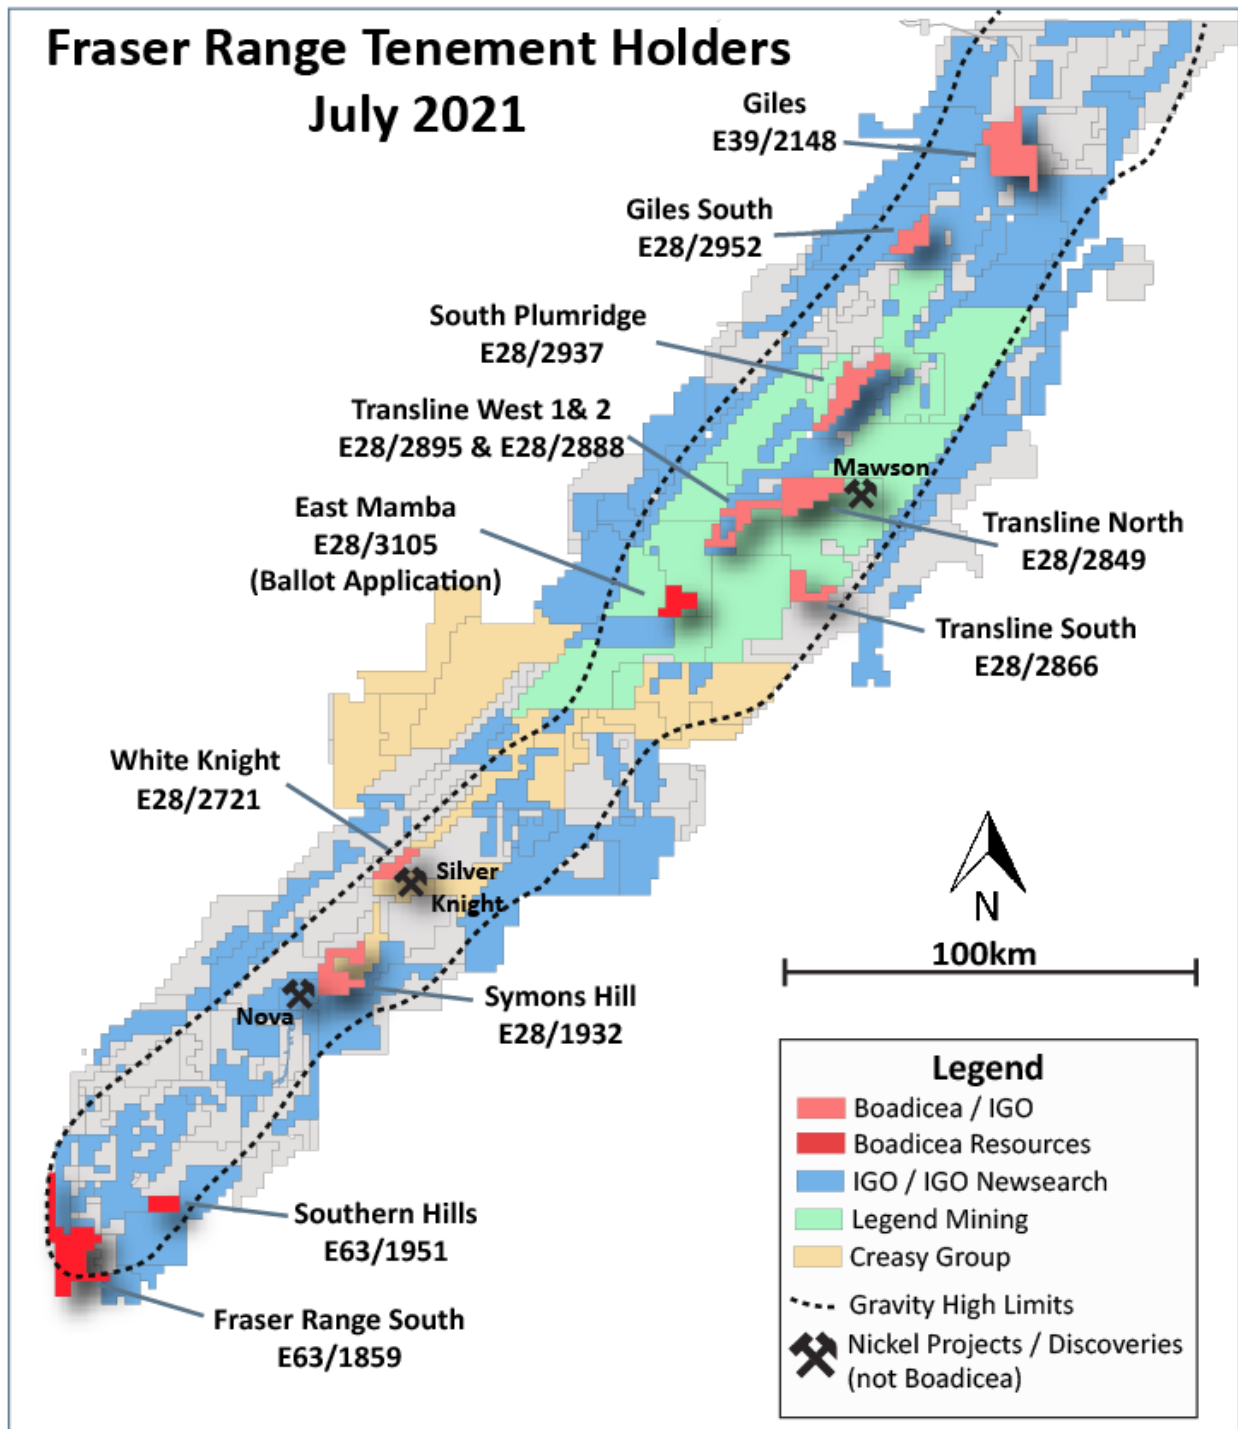 Fraser Range Tenement Holders
July 2021
Giles
E39/2148
Giles South
E28/2952
South Plumridge
E28/2937
Transline West 1& 2
E28/2895 & E28/2888
Mawson
East Mamba
E28/3105
(Ballot Application)
Transline North
E28/2849
Transline South
E28/2866
White Knight
E28/2721
Silver
Knight
N
100km
Symons Hill
E28/1932
Nova
Southern Hills
E63/1951
Fraser Range South
E63/1859
Legend
Boadicea / IGO
Boadicea Resources
IGO / IGO Newsearch
Legend Mining
Creasy Group
Gravity High Limits
Nickel Projects / Discoveries
(not Boadicea)